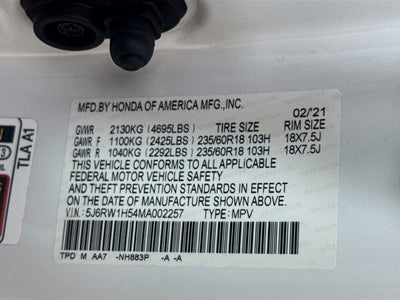 MFD.BY HONDA OF AMERICA MFG.,INC.
02/'21
GVWR 2130KG (4695LBS) TIRE SIZE RIM SIZE
GAWR F 1100KG (2425LBS) 235/60R18 103H 18X7.5J
GAWR R 1040KG (2292LBS) 235/60R18 103H 18X7.5J
THIS VEHICLE CONFORMS TO ALL APPLICABLE
FEDERAL MOTOR VEHICLE SAFETY
AND THEFT PREVENTION STANDARDS IN EFFECT
ON THE DATE OF MANUFACTURE SHOWN ABOVE.
V.I.N: 5J6RW1H54MA002257 TYPE: MPV
TPD M AA7 -NH883P -A -A
TLA A1